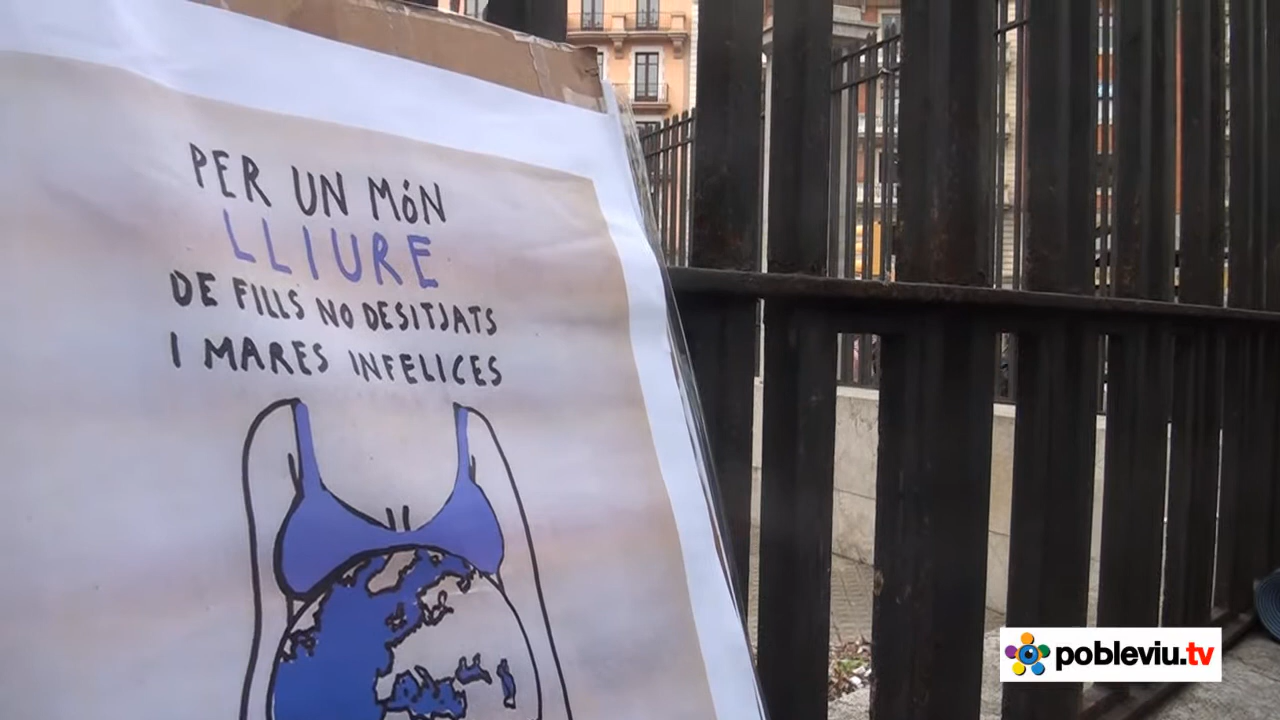 PER UN MÓN
LLIURE
DE FILLS NO DESITJATS
I MARES INFELICES
pobleviu.tv